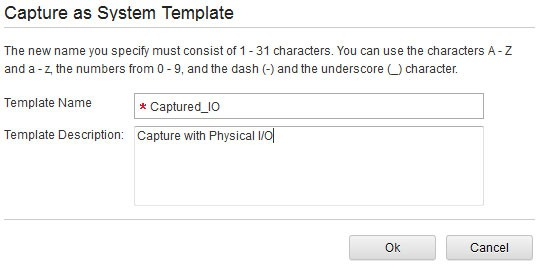 Capture as System Template
The new name you specify must consist of 1 - 31 characters. You can use the characters A - Z
and a - z, the numbers from 0 - 9, and the dash (-) and the underscore (_) character.
Template Name
* Captured_IO
Template Description:
Capture with Physical I/O
Ok
Cancel